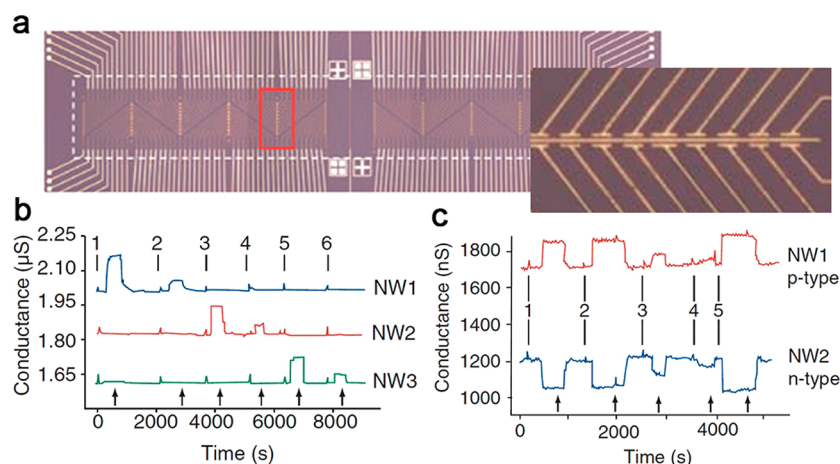 a
b
Conductance (µS)
2.25
2.10
1.95
1.80
1.65
1 2 3 4 5 6
NW1
NW2
NW3
0 2000 4000 6000 8000
Time (s)
c
Conductance (nS)
1800
1600
1400
1200
1000
NW1
p-type
1 2 3 4 5
NW2
n-type
0 2000 4000
Time (s)